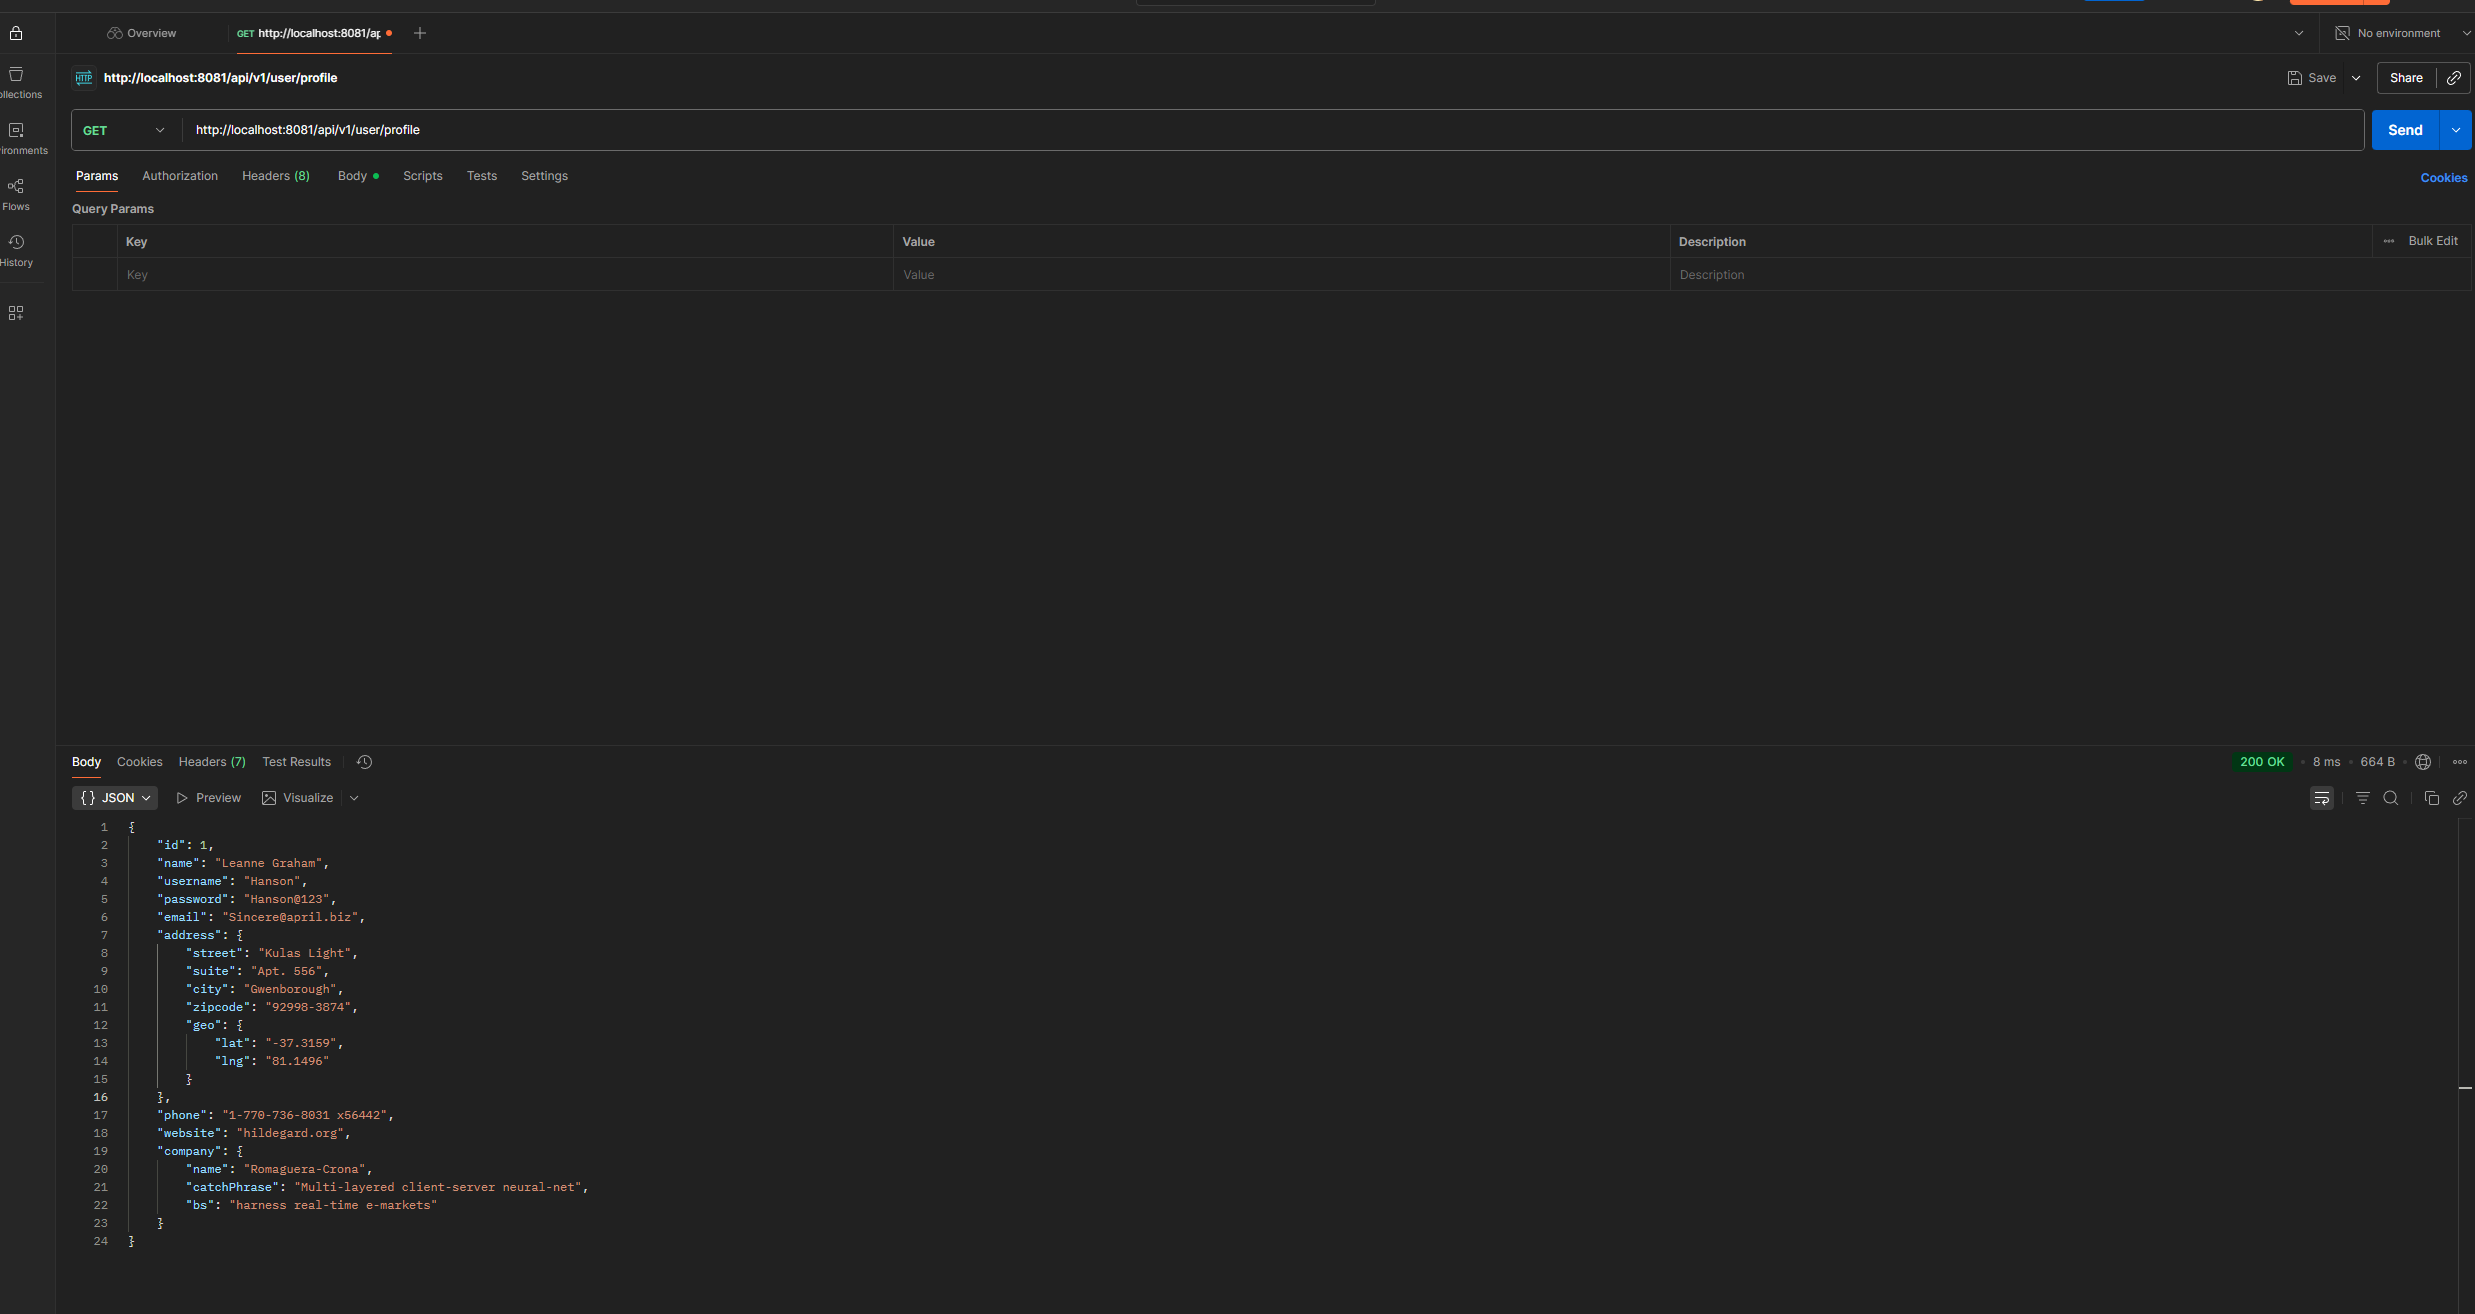 Overview
GET http://localhost:8081/ap
No environment
HTTP http://localhost:8081/api/v1/user/profile
Save
Share
ollections
GET http://localhost:8081/api/v1/user/profile
Send
ironments
Params Authorization Headers (8) Body Scripts Tests Settings
Cookies
Flows
Query Params
Key Value Description Bulk Edit
History
Key Value Description
Body Cookies Headers (7) Test Results
200 OK 8 ms 664 B
{} JSON Preview Visualize
1 {
2 "id": 1,
3 "name": "Leanne Graham",
4 "username": "Hanson",
5 "password": "Hanson@123",
6 "email": "Sincere@april.biz",
7 "address": {
8 "street": "Kulas Light",
9 "suite": "Apt. 556",
10 "city": "Gwenborough",
11 "zipcode": "92998-3874",
12 "geo": {
13 "lat": "-37.3159",
14 "lng": "81.1496"
15 }
16 },
17 "phone": "1-770-736-8031 x56442",
18 "website": "hildegard.org",
19 "company": {
20 "name": "Romaguera-Crona",
21 "catchPhrase": "Multi-layered client-server neural-net",
22 "bs": "harness real-time e-markets"
23 }
24 }